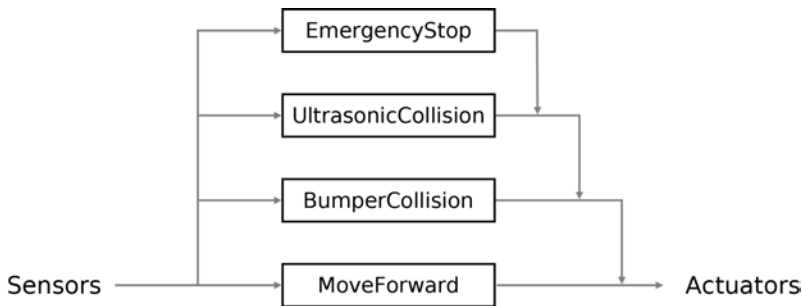 EmergencyStop
UltrasonicCollision
BumperCollision
Sensors MoveForward Actuators